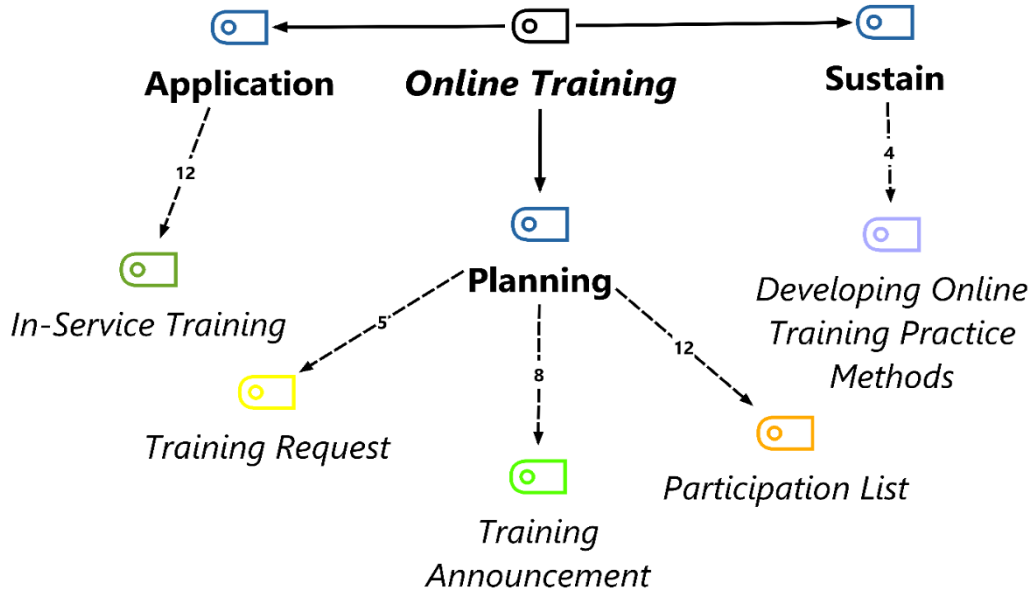 Application
Online Training
Sustain
12
4
In-Service Training
Planning
Developing Online
Training Practice
Methods
5
8
12
Training Request
Training
Announcement
Participation List